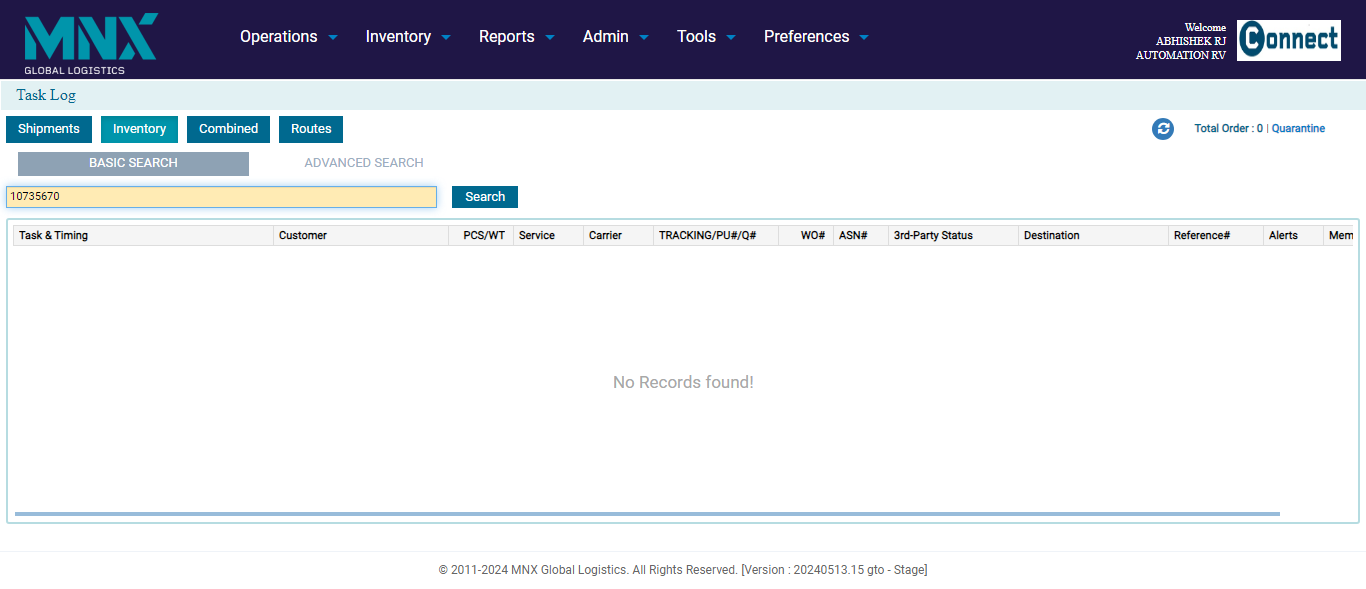 MNX
GLOBAL LOGISTICS
Operations Inventory Reports Admin Tools Preferences
Welcome
ABHISHEK RJ
AUTOMATION RV
Connect
Task Log
Shipments Inventory Combined Routes
Total Order : 0 | Quarantine
BASIC SEARCH ADVANCED SEARCH
10735670 Search
Task & Timing Customer PCS/WT Service Carrier TRACKING/PU#/Q# WO# ASN# 3rd-Party Status Destination Reference# Alerts Mem
No Records found!
© 2011-2024 MNX Global Logistics. All Rights Reserved. [Version : 20240513.15 gto - Stage]